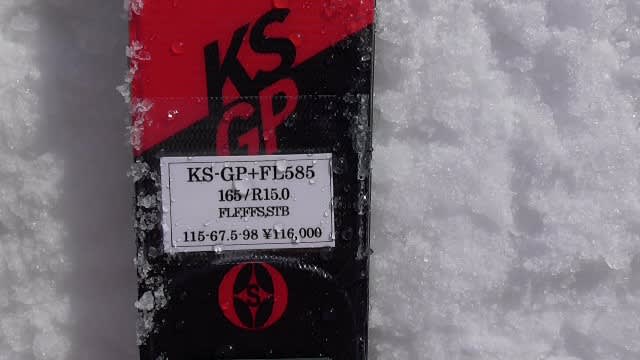 KS
GP
KS-GP+FL585
165/R15.0
FLF,FFS,STB
115-67.5-98 ¥116,000
S